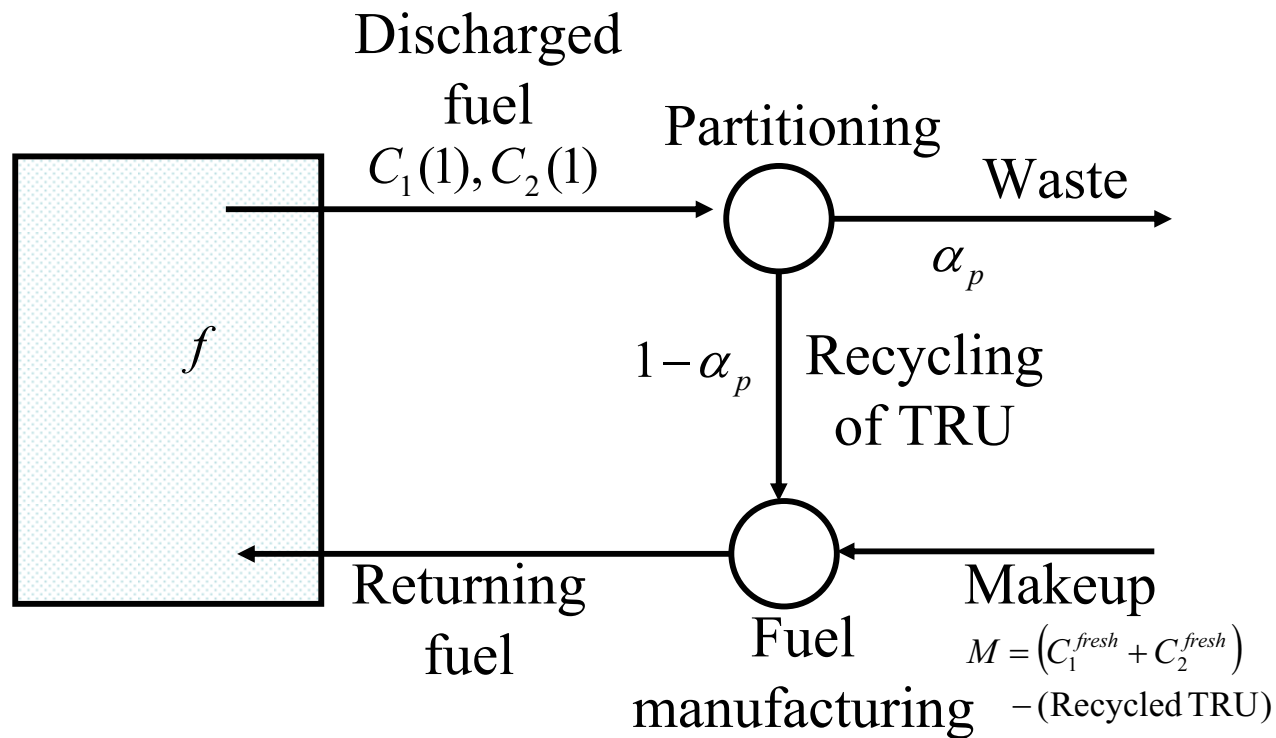 Discharged
fuel
C₁(1), C₂(1)
Partitioning
Waste
αₚ
f
1−αₚ
Recycling
of TRU
Returning
fuel
Fuel
manufacturing
Makeup
M = (C₁^fresh + C₂^fresh)
− (Recycled TRU)